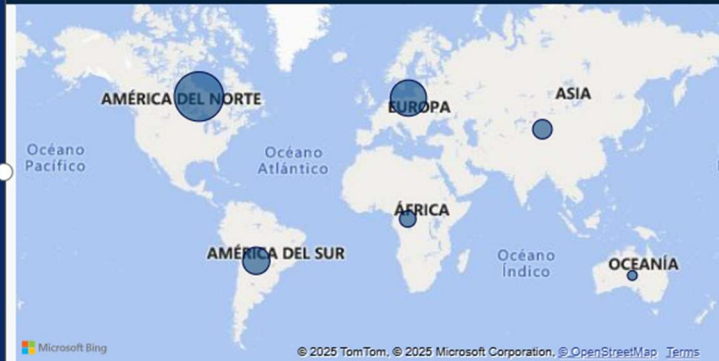 AMÉRICA DEL NORTE
EUROPA
ASIA
Océano
Pacífico
Océano
Atlántico
ÁFRICA
AMÉRICA DEL SUR
Océano
Índico
OCEANÍA
Microsoft Bing
© 2025 TomTom, © 2025 Microsoft Corporation, © OpenStreetMap Terms